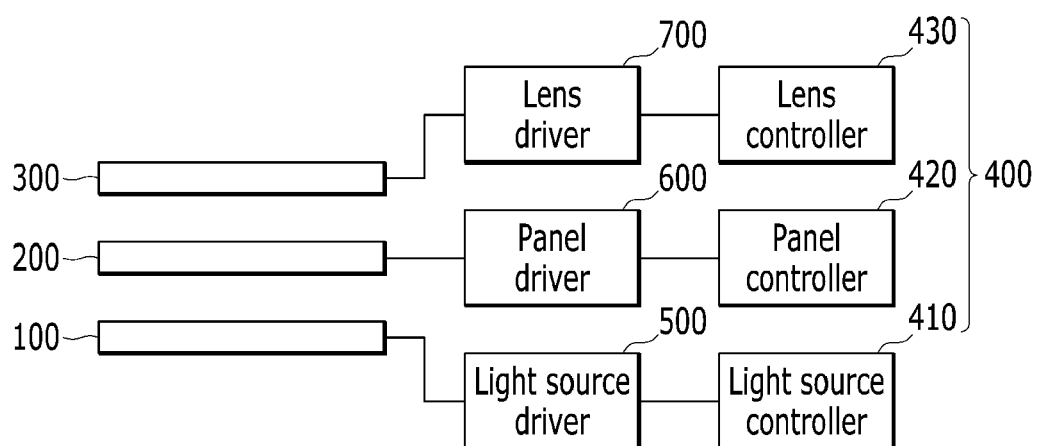 700
430
Lens
driver
Lens
controller
300
600
420
400
Panel
driver
Panel
controller
200
100
500
410
Light source
driver
Light source
controller